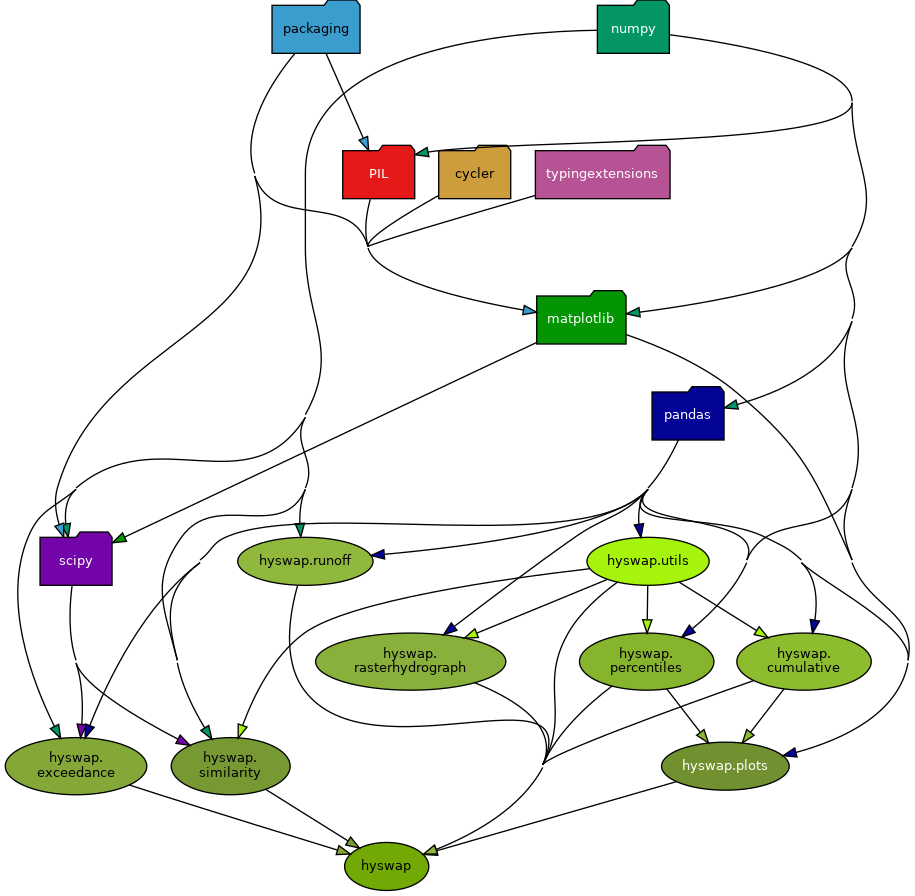 packaging
numpy
PIL
cycler
typingextensions
matplotlib
pandas
scipy
hyswap.runoff
hyswap.utils
hyswap.
rasterhydrograph
hyswap.
percentiles
hyswap.
cumulative
hyswap.
exceedance
hyswap.
similarity
hyswap.plots
hyswap